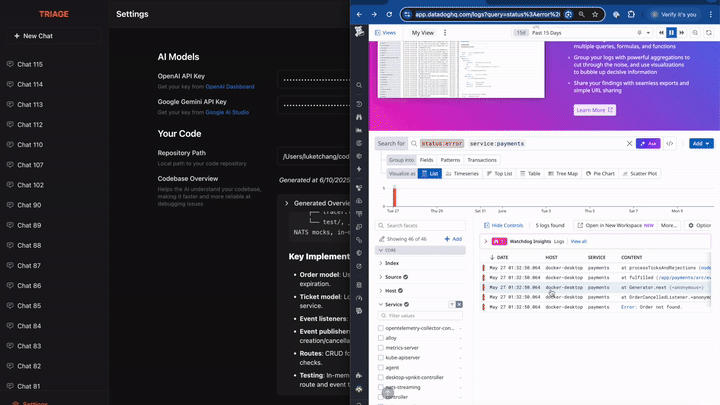 TRIAGE
+ New Chat
Chat 115
Chat 114
Chat 113
Chat 112
Chat 110
Chat 107
Chat 102
Chat 90
Chat 89
Chat 88
Chat 87
Chat 86
Chat 85
Chat 84
Chat 83
Chat 82
Chat 81
Settings
Settings
AI Models
OpenAI API Key
Get your key from OpenAI Dashboard
Google Gemini API Key
Get your key from Google AI Studio
Your Code
Repository Path
Local path to your code repository
/Users/luketchang/cod
Codebase Overview
Helps the AI understand your codebase, making it faster and more reliable at debugging issues
Generated at 6/10/2025
Generated Overview
tracer.
test/,
NATS mocks, in-m
Key Implement
• Order model: Us
expiration.
• Ticket model: Lo
service.
• Event listeners:
• Event publishers
creation/cancella
• Routes: CRUD fo
checks.
• Testing: In-mem
route and event t
app.datadoghq.com/logs?query=status%3Aerror%2
Verify it's you
Views
My View
15d
Past 15 Days
multiple queries, formulas, and functions
• Group your logs with powerful aggregations
to cut through the noise, and use visualizations
to bubble up decisive information
• Share your findings with seamless exports and
simple URL sharing
Learn More
Search for
status:error service:payments
Ask
</>
Add
Group into
Fields
Patterns
Transactions
Visualize as
List
Timeseries
Top List
Table
Tree Map
Pie Chart
Scatter Plot
5
0
Tue 27
Thu 29
Sat 31
June
Tue 3
Thu 5
Sat 7
Mon 9
Search facets
Showing 46 of 46
+ Add
CORE
Index
Source
Host
Service
Filter values
opentelemetry-collector-con...
alloy
metrics-server
kube-apiserver
agent
desktop-vpnkit-controller
nats-streaming
controller
Hide Controls
5 logs found
Open in New Workspace NEW
More...
Option
Watchdog Insights
Logs
View all
DATE
HOST
SERVICE
CONTENT
May 27 01:32:50.064 docker-desktop payments at processTicksAndRejections (node
May 27 01:32:50.064 docker-desktop payments at fulfilled (/app/payments/src/ev
May 27 01:32:50.064 docker-desktop payments at Generator.next (<anonymous>)
May 27 01:32:50.064 docker-desktop payments at OrderCancelledListener.<anonym
May 27 01:32:50.064 docker-desktop payments Error: Order not found.